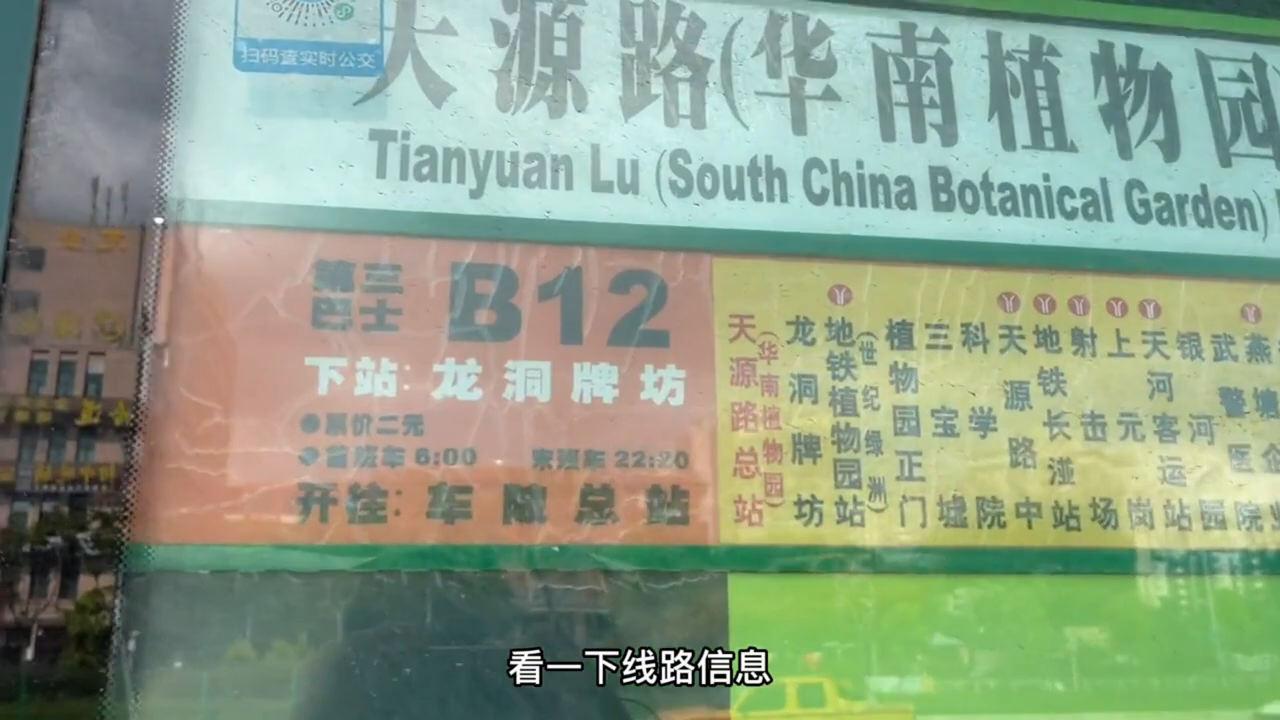 扫码查实时公交
天源路(华南植物园)
Tianyuan Lu (South China Botanical Garden)
第三巴士 B12
下站: 龙洞牌坊
●票价二元
●首班车 6:00 末班车 22:20
开往: 车陂总站
天源路总站
(华南植物园)
龙洞牌坊
地铁植物园站
(世纪绿洲)
植物园正门
三宝墟
科学院
天源路中
地铁长湴站
射击场
上元岗
天河客运站
银河园
武警医院
燕塘企业
看一下线路信息